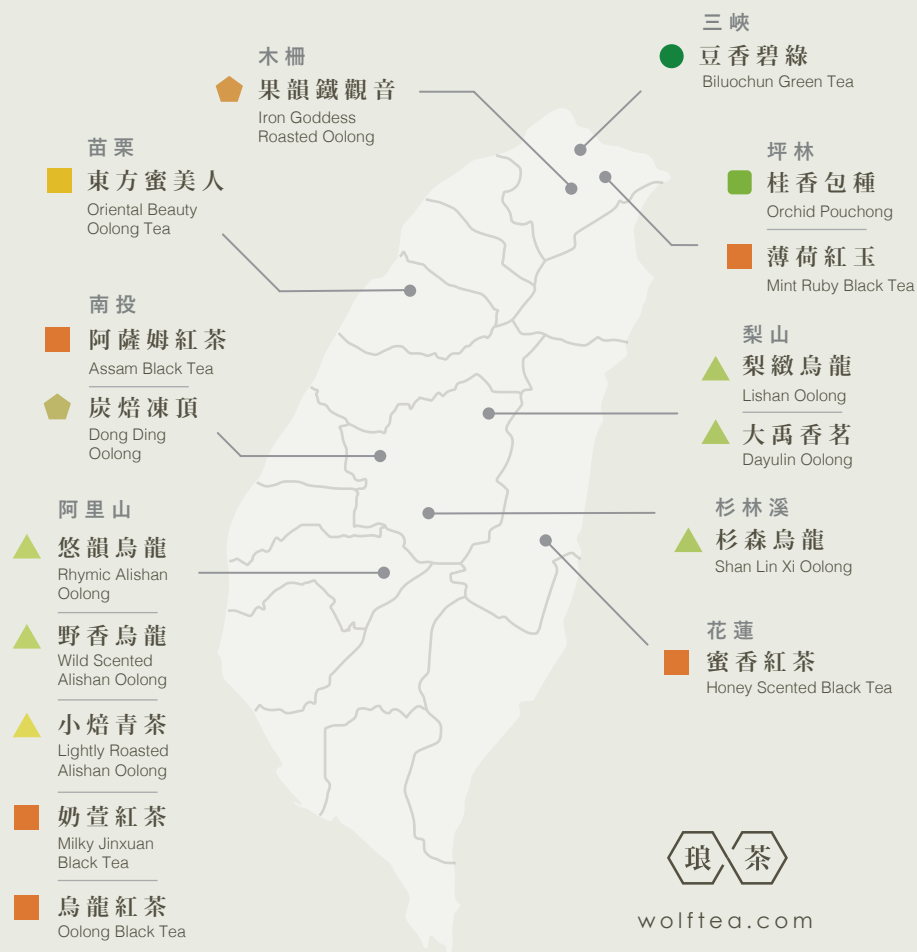 三峽
豆香碧綠
Biluochun Green Tea
木柵
果韻鐵觀音
Iron Goddess
Roasted Oolong
苗栗
東方蜜美人
Oriental Beauty
Oolong Tea
坪林
桂香包種
Orchid Pouchong
薄荷紅玉
Mint Ruby Black Tea
南投
阿薩姆紅茶
Assam Black Tea
炭焙凍頂
Dong Ding
Oolong
梨山
梨緻烏龍
Lishan Oolong
大禹香茗
Dayulin Oolong
阿里山
悠韻烏龍
Rhymic Alishan
Oolong
野香烏龍
Wild Scented
Alishan Oolong
小焙青茶
Lightly Roasted
Alishan Oolong
奶萱紅茶
Milky Jinxuan
Black Tea
烏龍紅茶
Oolong Black Tea
杉林溪
杉森烏龍
Shan Lin Xi Oolong
花蓮
蜜香紅茶
Honey Scented Black Tea
琅茶
wolftea.com